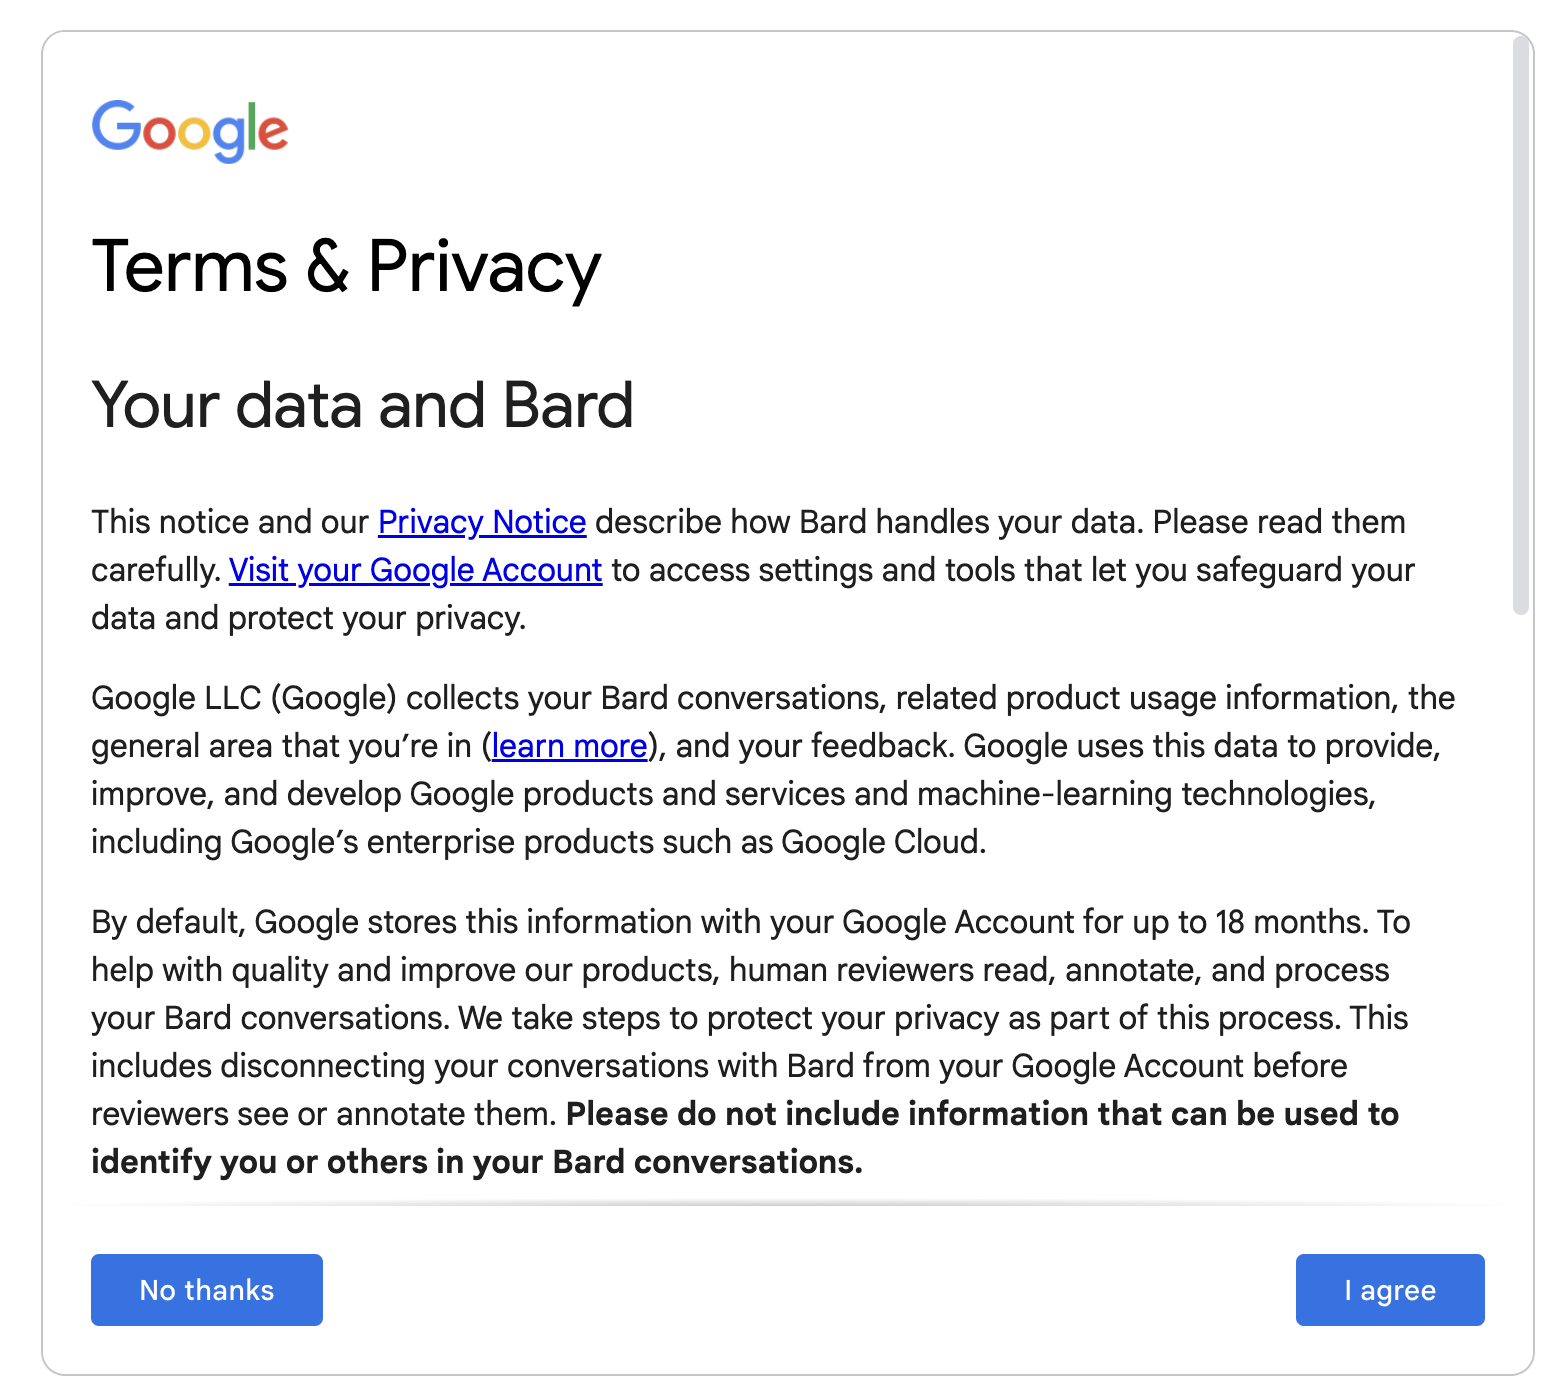 Google
Terms & Privacy
Your data and Bard
This notice and our Privacy Notice describe how Bard handles your data. Please read them
carefully. Visit your Google Account to access settings and tools that let you safeguard your
data and protect your privacy.
Google LLC (Google) collects your Bard conversations, related product usage information, the
general area that you’re in (learn more), and your feedback. Google uses this data to provide,
improve, and develop Google products and services and machine-learning technologies,
including Google’s enterprise products such as Google Cloud.
By default, Google stores this information with your Google Account for up to 18 months. To
help with quality and improve our products, human reviewers read, annotate, and process
your Bard conversations. We take steps to protect your privacy as part of this process. This
includes disconnecting your conversations with Bard from your Google Account before
reviewers see or annotate them. Please do not include information that can be used to
identify you or others in your Bard conversations.
No thanks
I agree